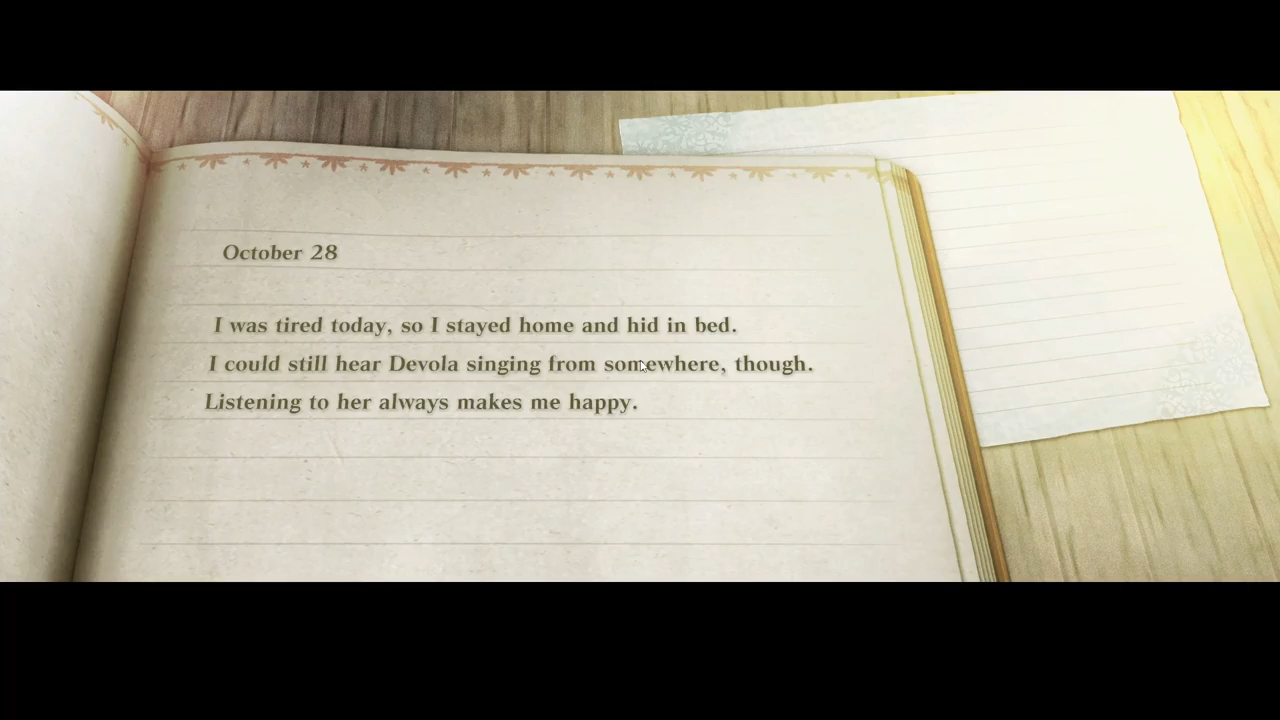 October 28
I was tired today, so I stayed home and hid in bed.
I could still hear Devola singing from somewhere, though.
Listening to her always makes me happy.